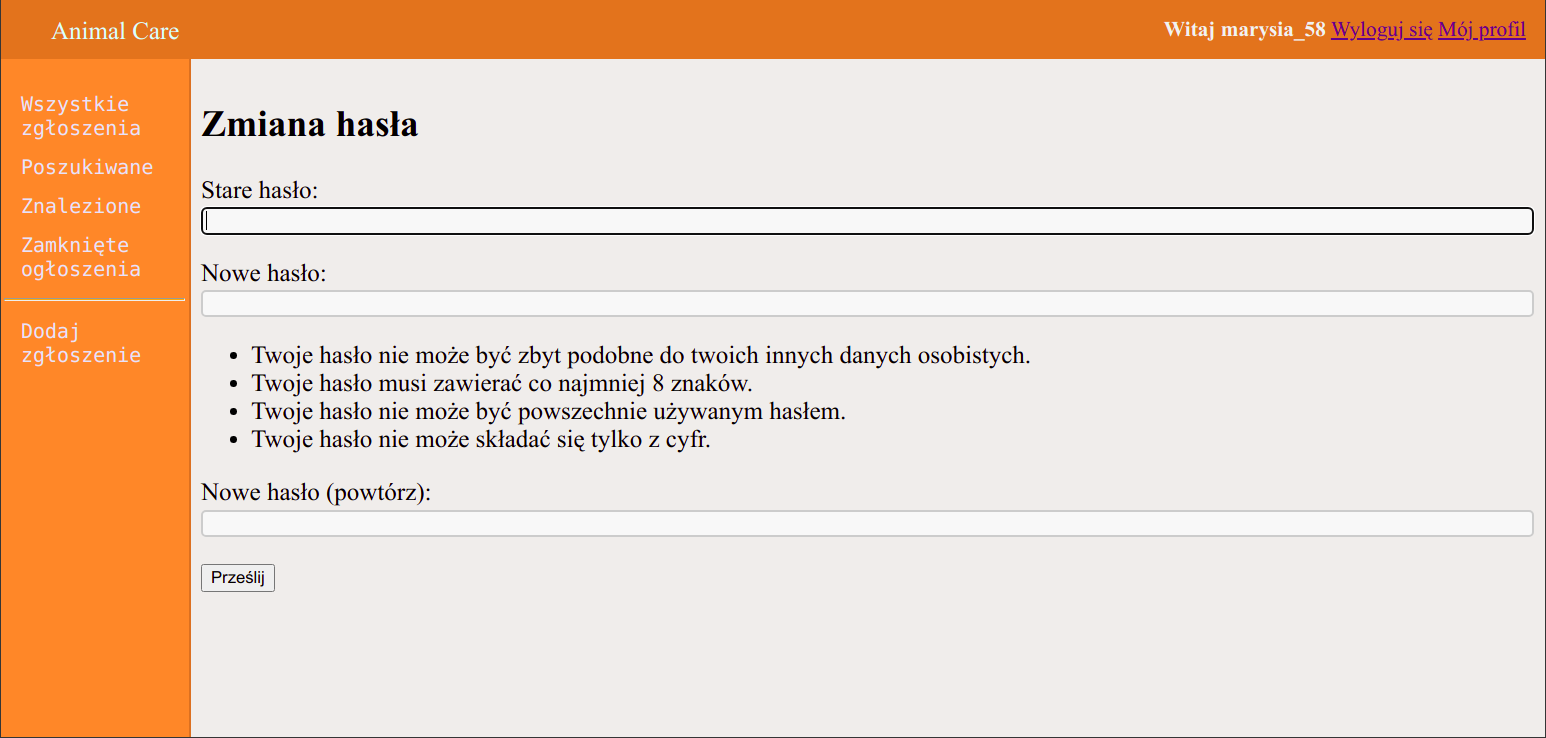 Animal Care
Witaj marysia_58 Wyloguj się Mój profil
Wszystkie
zgłoszenia
Poszukiwane
Znalezione
Zamknięte
ogłoszenia
Dodaj
zgłoszenie
Zmiana hasła
Stare hasło:
Nowe hasło:
Twoje hasło nie może być zbyt podobne do twoich innych danych osobistych.
Twoje hasło musi zawierać co najmniej 8 znaków.
Twoje hasło nie może być powszechnie używanym hasłem.
Twoje hasło nie może składać się tylko z cyfr.
Nowe hasło (powtórz):
Prześlij